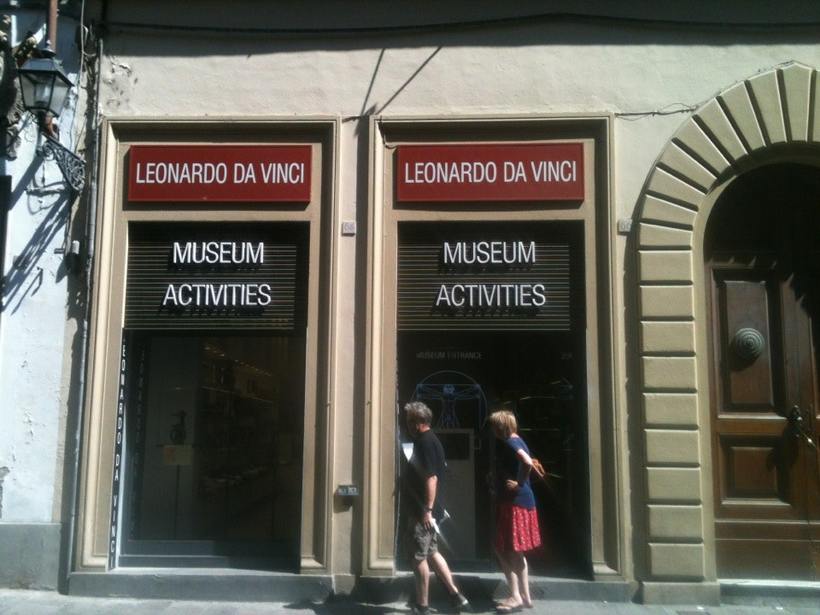 LEONARDO DA VINCI
MUSEUM
ACTIVITIES
LEONARDO DA VINCI
MUSEUM
ACTIVITIES
MUSEUM ENTRANCE
LEONARDO DA VINCI